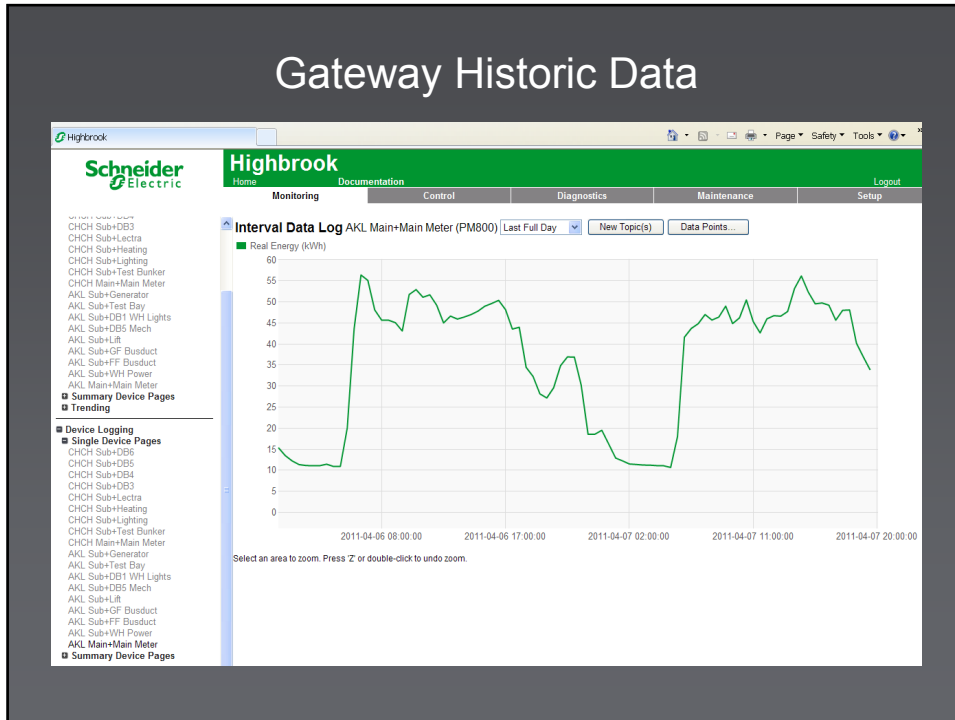 Gateway Historic Data
Highbrook
Page Safety Tools
Schneider Electric
Highbrook
Home Documentation Logout
Monitoring Control Diagnostics Maintenance Setup
CHCH Sub+DB3
CHCH Sub+Lectra
CHCH Sub+Heating
CHCH Sub+Lighting
CHCH Sub+Test Bunker
CHCH Main+Main Meter
AKL Sub+Generator
AKL Sub+Test Bay
AKL Sub+DB1 WH Lights
AKL Sub+DB5 Mech
AKL Sub+Lift
AKL Sub+GF Busduct
AKL Sub+FF Busduct
AKL Sub+WH Power
AKL Main+Main Meter
Summary Device Pages
Trending
Device Logging
Single Device Pages
CHCH Sub+DB6
CHCH Sub+DB5
CHCH Sub+DB4
CHCH Sub+DB3
CHCH Sub+Lectra
CHCH Sub+Heating
CHCH Sub+Lighting
CHCH Sub+Test Bunker
CHCH Main+Main Meter
AKL Sub+Generator
AKL Sub+Test Bay
AKL Sub+DB1 WH Lights
AKL Sub+DB5 Mech
AKL Sub+Lift
AKL Sub+GF Busduct
AKL Sub+FF Busduct
AKL Sub+WH Power
AKL Main+Main Meter
Summary Device Pages
Interval Data Log AKL Main+Main Meter (PM800) Last Full Day New Topic(s) Data Points...
Real Energy (kWh)
60
55
50
45
40
35
30
25
20
15
10
5
0
2011-04-06 08:00:00 2011-04-06 17:00:00 2011-04-07 02:00:00 2011-04-07 11:00:00 2011-04-07 20:00:00
Select an area to zoom. Press 'Z' or double-click to undo zoom.